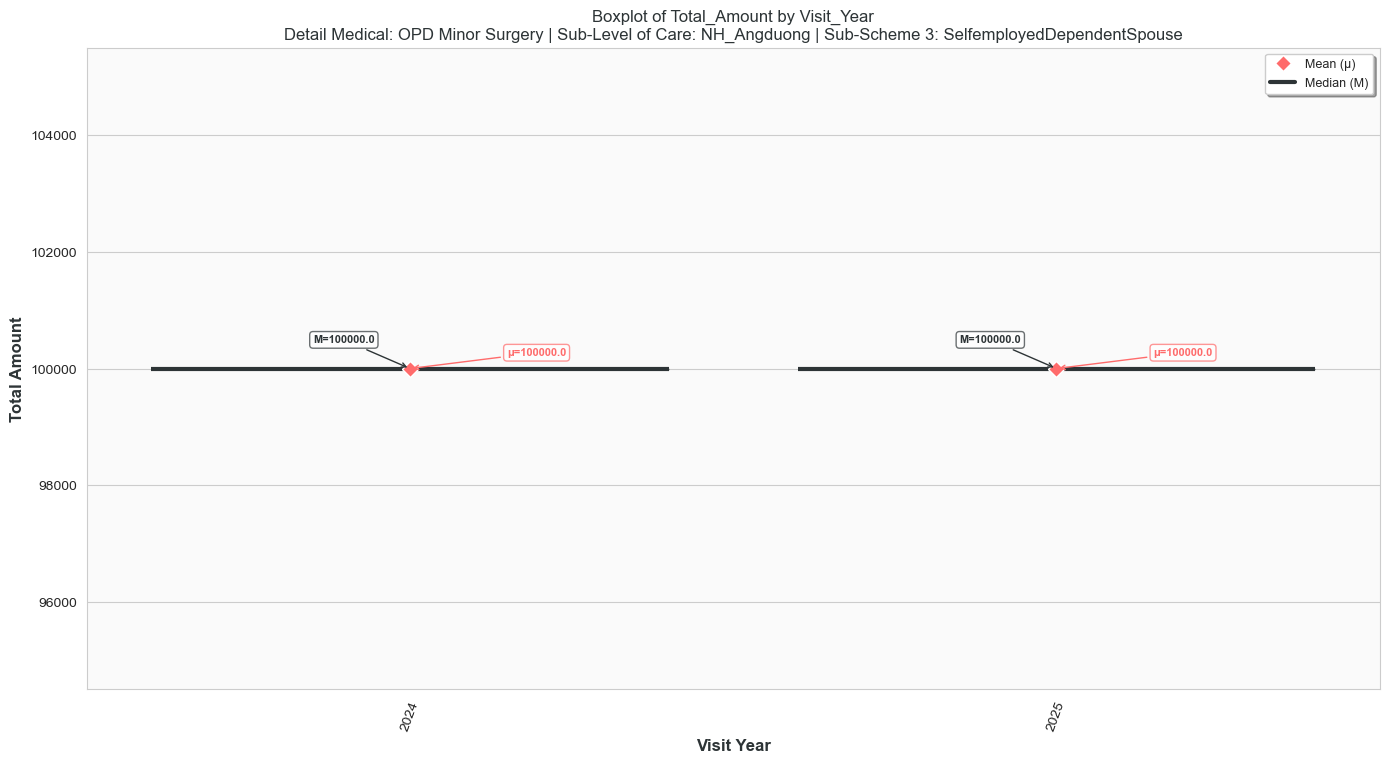 Boxplot of Total_Amount by Visit_Year
Detail Medical: OPD Minor Surgery | Sub-Level of Care: NH_Angduong | Sub-Scheme 3: SelfemployedDependentSpouse
Mean (μ)
Median (M)
Total Amount
104000
102000
100000
98000
96000
M=100000.0
μ=100000.0
M=100000.0
μ=100000.0
2024
2025
Visit Year